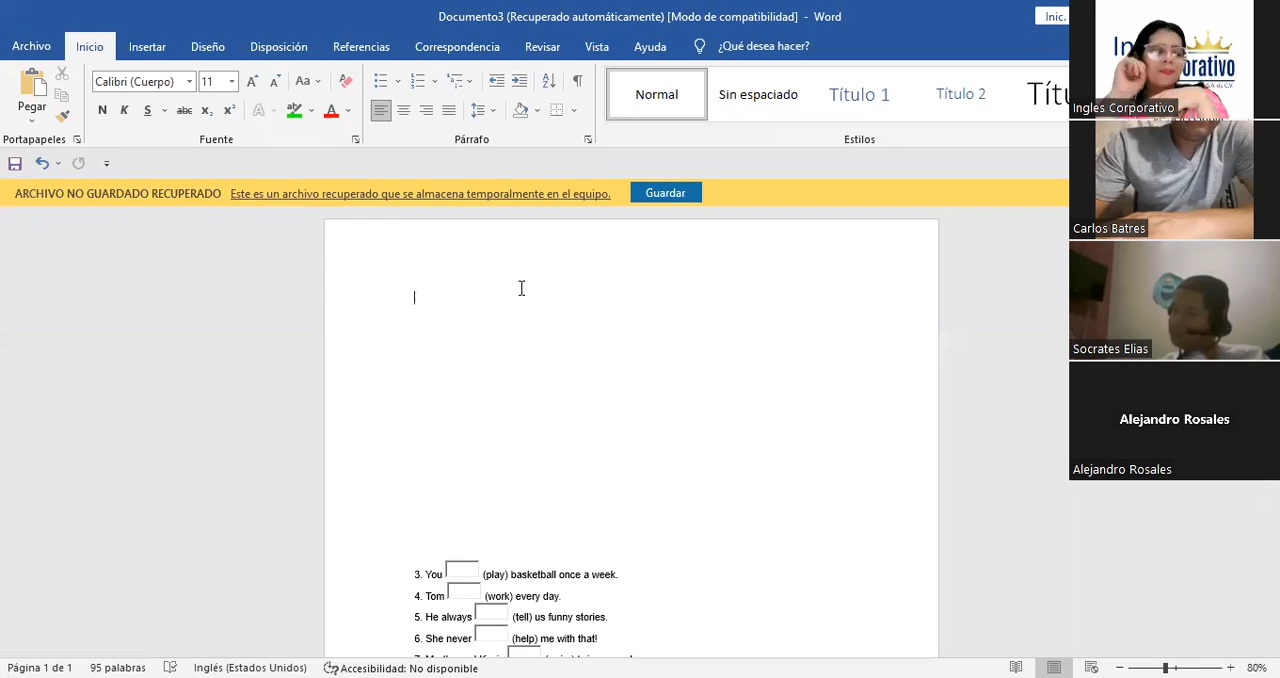 Documento3 (Recuperado automáticamente) [Modo de compatibilidad] - Word
Inic.
Archivo Inicio Insertar Diseño Disposición Referencias Correspondencia Revisar Vista Ayuda ¿Qué desea hacer?
Pegar
Calibri (Cuerpo) 11
Normal
Sin espaciado
Título 1
Título 2
Títu
Portapapeles Fuente Párrafo Estilos
ARCHIVO NO GUARDADO RECUPERADO Este es un archivo recuperado que se almacena temporalmente en el equipo. Guardar
3. You (play) basketball once a week.
4. Tom (work) every day.
5. He always (tell) us funny stories.
6. She never (help) me with that!
Página 1 de 1 95 palabras Inglés (Estados Unidos) Accesibilidad: No disponible 80%
Ingles Corporativo
Carlos Batres
Socrates Elias
Alejandro Rosales
Alejandro Rosales